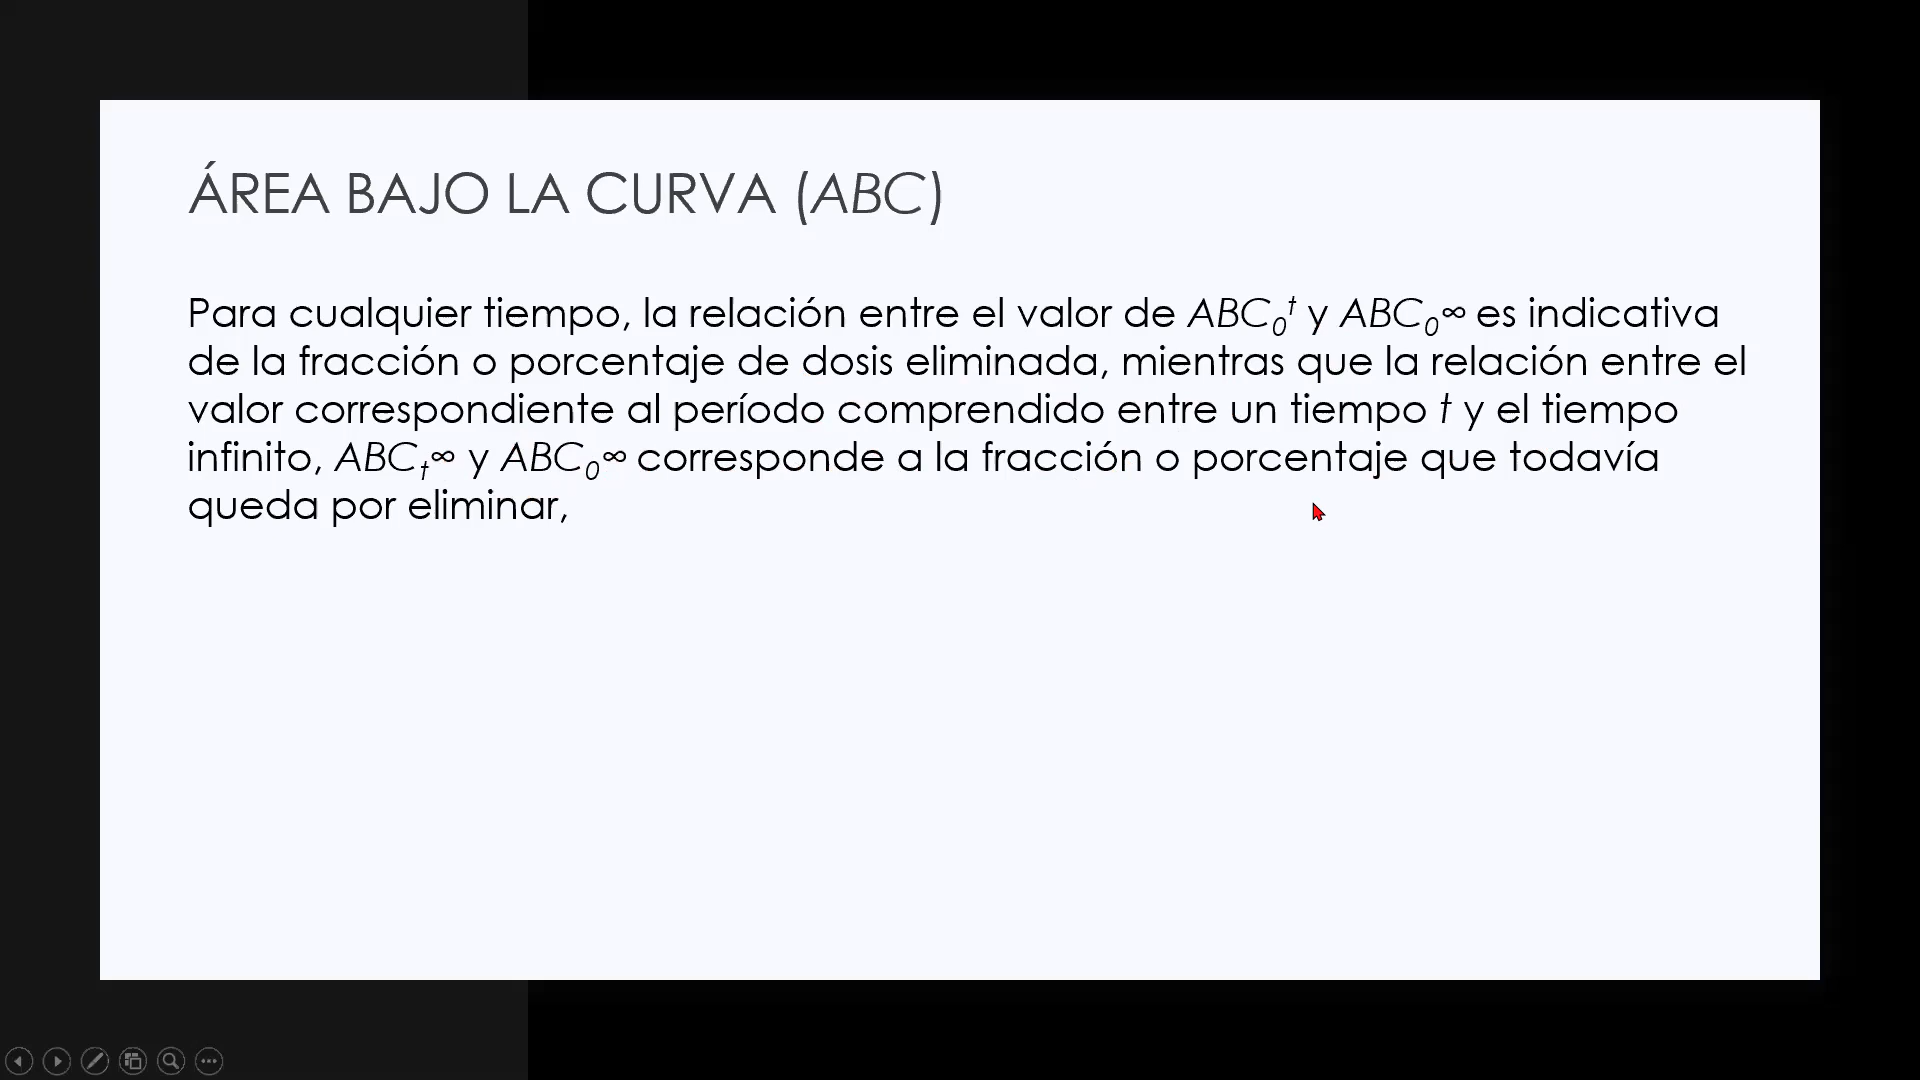 ÁREA BAJO LA CURVA (ABC)
Para cualquier tiempo, la relación entre el valor de ABC₀ᵗ y ABC₀∞ es indicativa
de la fracción o porcentaje de dosis eliminada, mientras que la relación entre el
valor correspondiente al período comprendido entre un tiempo t y el tiempo
infinito, ABCₜ∞ y ABC₀∞ corresponde a la fracción o porcentaje que todavía
queda por eliminar,